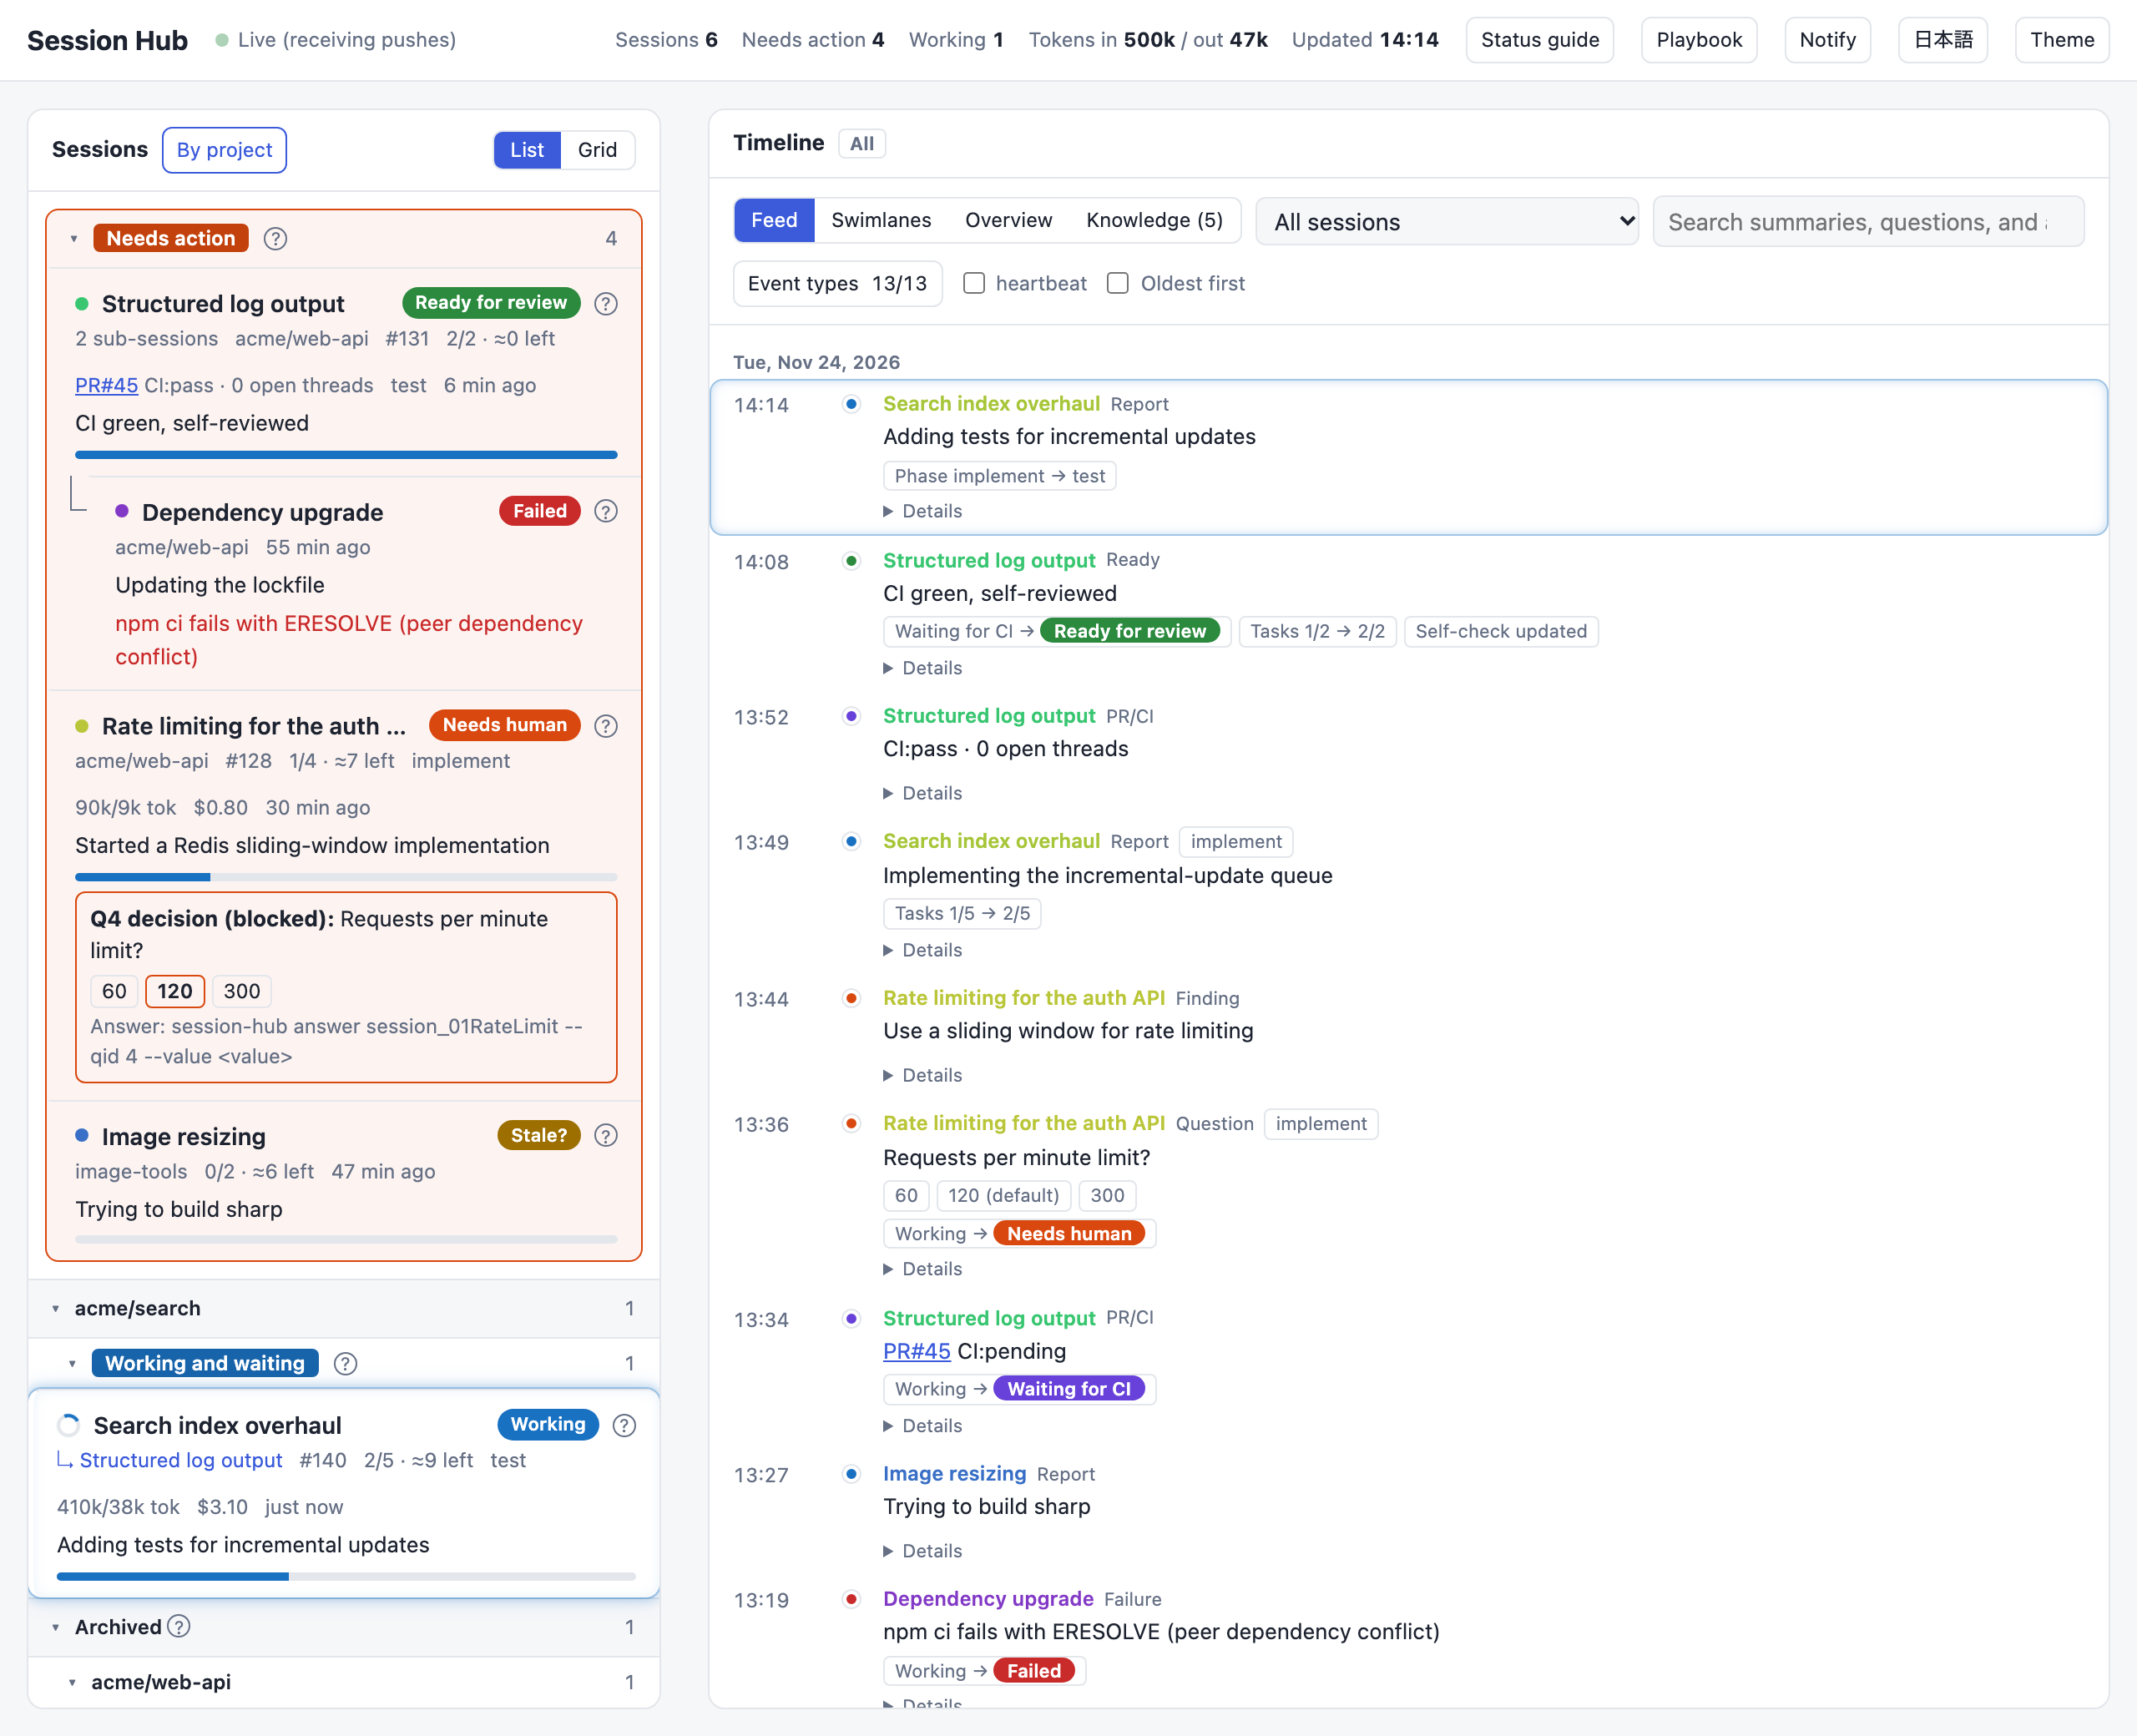 Session Hub
Live (receiving pushes)
Sessions 6 Needs action 4 Working 1 Tokens in 500k / out 47k Updated 14:14
Status guide
Playbook
Notify
日本語
Theme
Sessions
By project
List
Grid
Needs action ?
4
Structured log output
Ready for review ?
2 sub-sessions acme/web-api #131 2/2 · ≈0 left
PR#45 CI:pass · 0 open threads test 6 min ago
CI green, self-reviewed
Dependency upgrade
Failed ?
acme/web-api 55 min ago
Updating the lockfile
npm ci fails with ERESOLVE (peer dependency
conflict)
Rate limiting for the auth ...
Needs human ?
acme/web-api #128 1/4 · ≈7 left implement
90k/9k tok $0.80 30 min ago
Started a Redis sliding-window implementation
Q4 decision (blocked): Requests per minute
limit?
60 120 300
Answer: session-hub answer session_01RateLimit --
qid 4 --value <value>
Image resizing
Stale? ?
image-tools 0/2 · ≈6 left 47 min ago
Trying to build sharp
acme/search
1
Working and waiting ?
1
Search index overhaul
Working ?
Structured log output #140 2/5 · ≈9 left test
410k/38k tok $3.10 just now
Adding tests for incremental updates
Archived ?
1
acme/web-api
1
Timeline
All
Feed
Swimlanes
Overview
Knowledge (5)
All sessions
Search summaries, questions, and
Event types 13/13
heartbeat
Oldest first
Tue, Nov 24, 2026
14:14
Search index overhaul Report
Adding tests for incremental updates
Phase implement → test
Details
14:08
Structured log output Ready
CI green, self-reviewed
Waiting for CI → Ready for review
Tasks 1/2 → 2/2
Self-check updated
Details
13:52
Structured log output PR/CI
CI:pass · 0 open threads
Details
13:49
Search index overhaul Report implement
Implementing the incremental-update queue
Tasks 1/5 → 2/5
Details
13:44
Rate limiting for the auth API Finding
Use a sliding window for rate limiting
Details
13:36
Rate limiting for the auth API Question implement
Requests per minute limit?
60 120 (default) 300
Working → Needs human
Details
13:34
Structured log output PR/CI
PR#45 CI:pending
Working → Waiting for CI
Details
13:27
Image resizing Report
Trying to build sharp
Details
13:19
Dependency upgrade Failure
npm ci fails with ERESOLVE (peer dependency conflict)
Working → Failed
Details